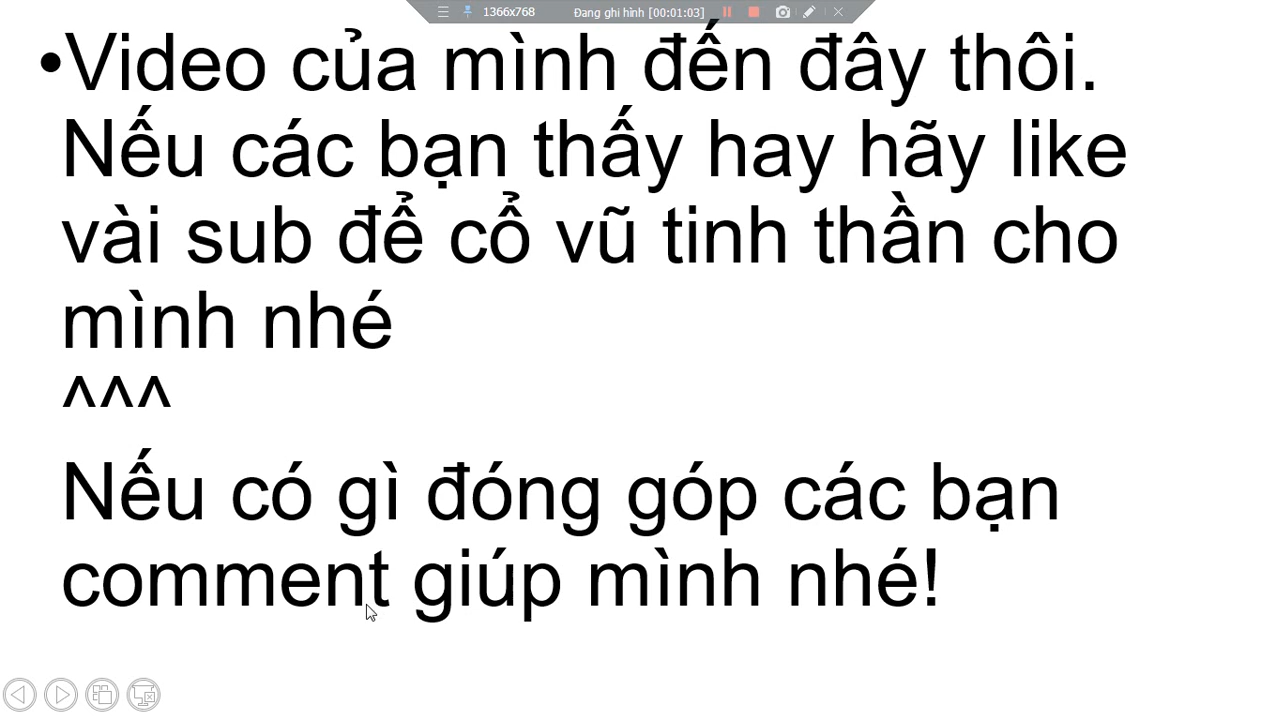 1366x768 Đang ghi hình [00:01:03]
•Video của mình đến đây thôi.
Nếu các bạn thấy hay hãy like
vài sub để cổ vũ tinh thần cho
mình nhé
^^^
Nếu có gì đóng góp các bạn
comment giúp mình nhé!